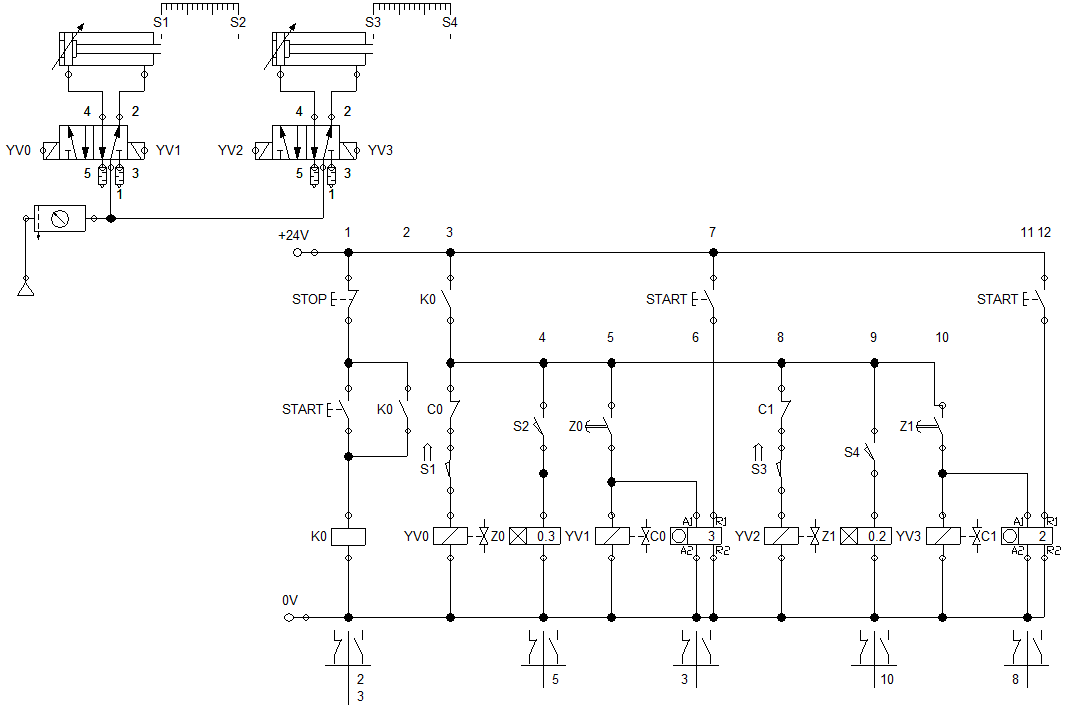 S1 S2 S3 S4
4 2 4 2
YV0 YV1 YV2 YV3
5 3 5 3
1 1
+24V 1 2 3 7 11 12
STOP K0 START START
4 5 6 8 9 10
START K0 C0 S2 Z0 C1 S4 Z1
S1 S3
A1 R1 A1 R1
K0 YV0 Z0 0.3 YV1 C0 3 YV2 Z1 0.2 YV3 C1 2
A2 R2 A2 R2
0V
2 5 3 10 8
3